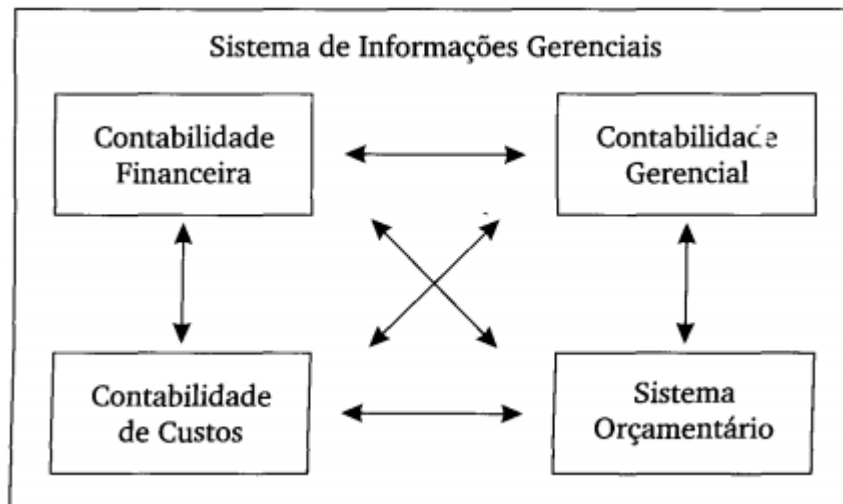 Sistema de Informações Gerenciais
Contabilidade
Financeira
Contabilidade
Gerencial
Contabilidade
de Custos
Sistema
Orçamentário